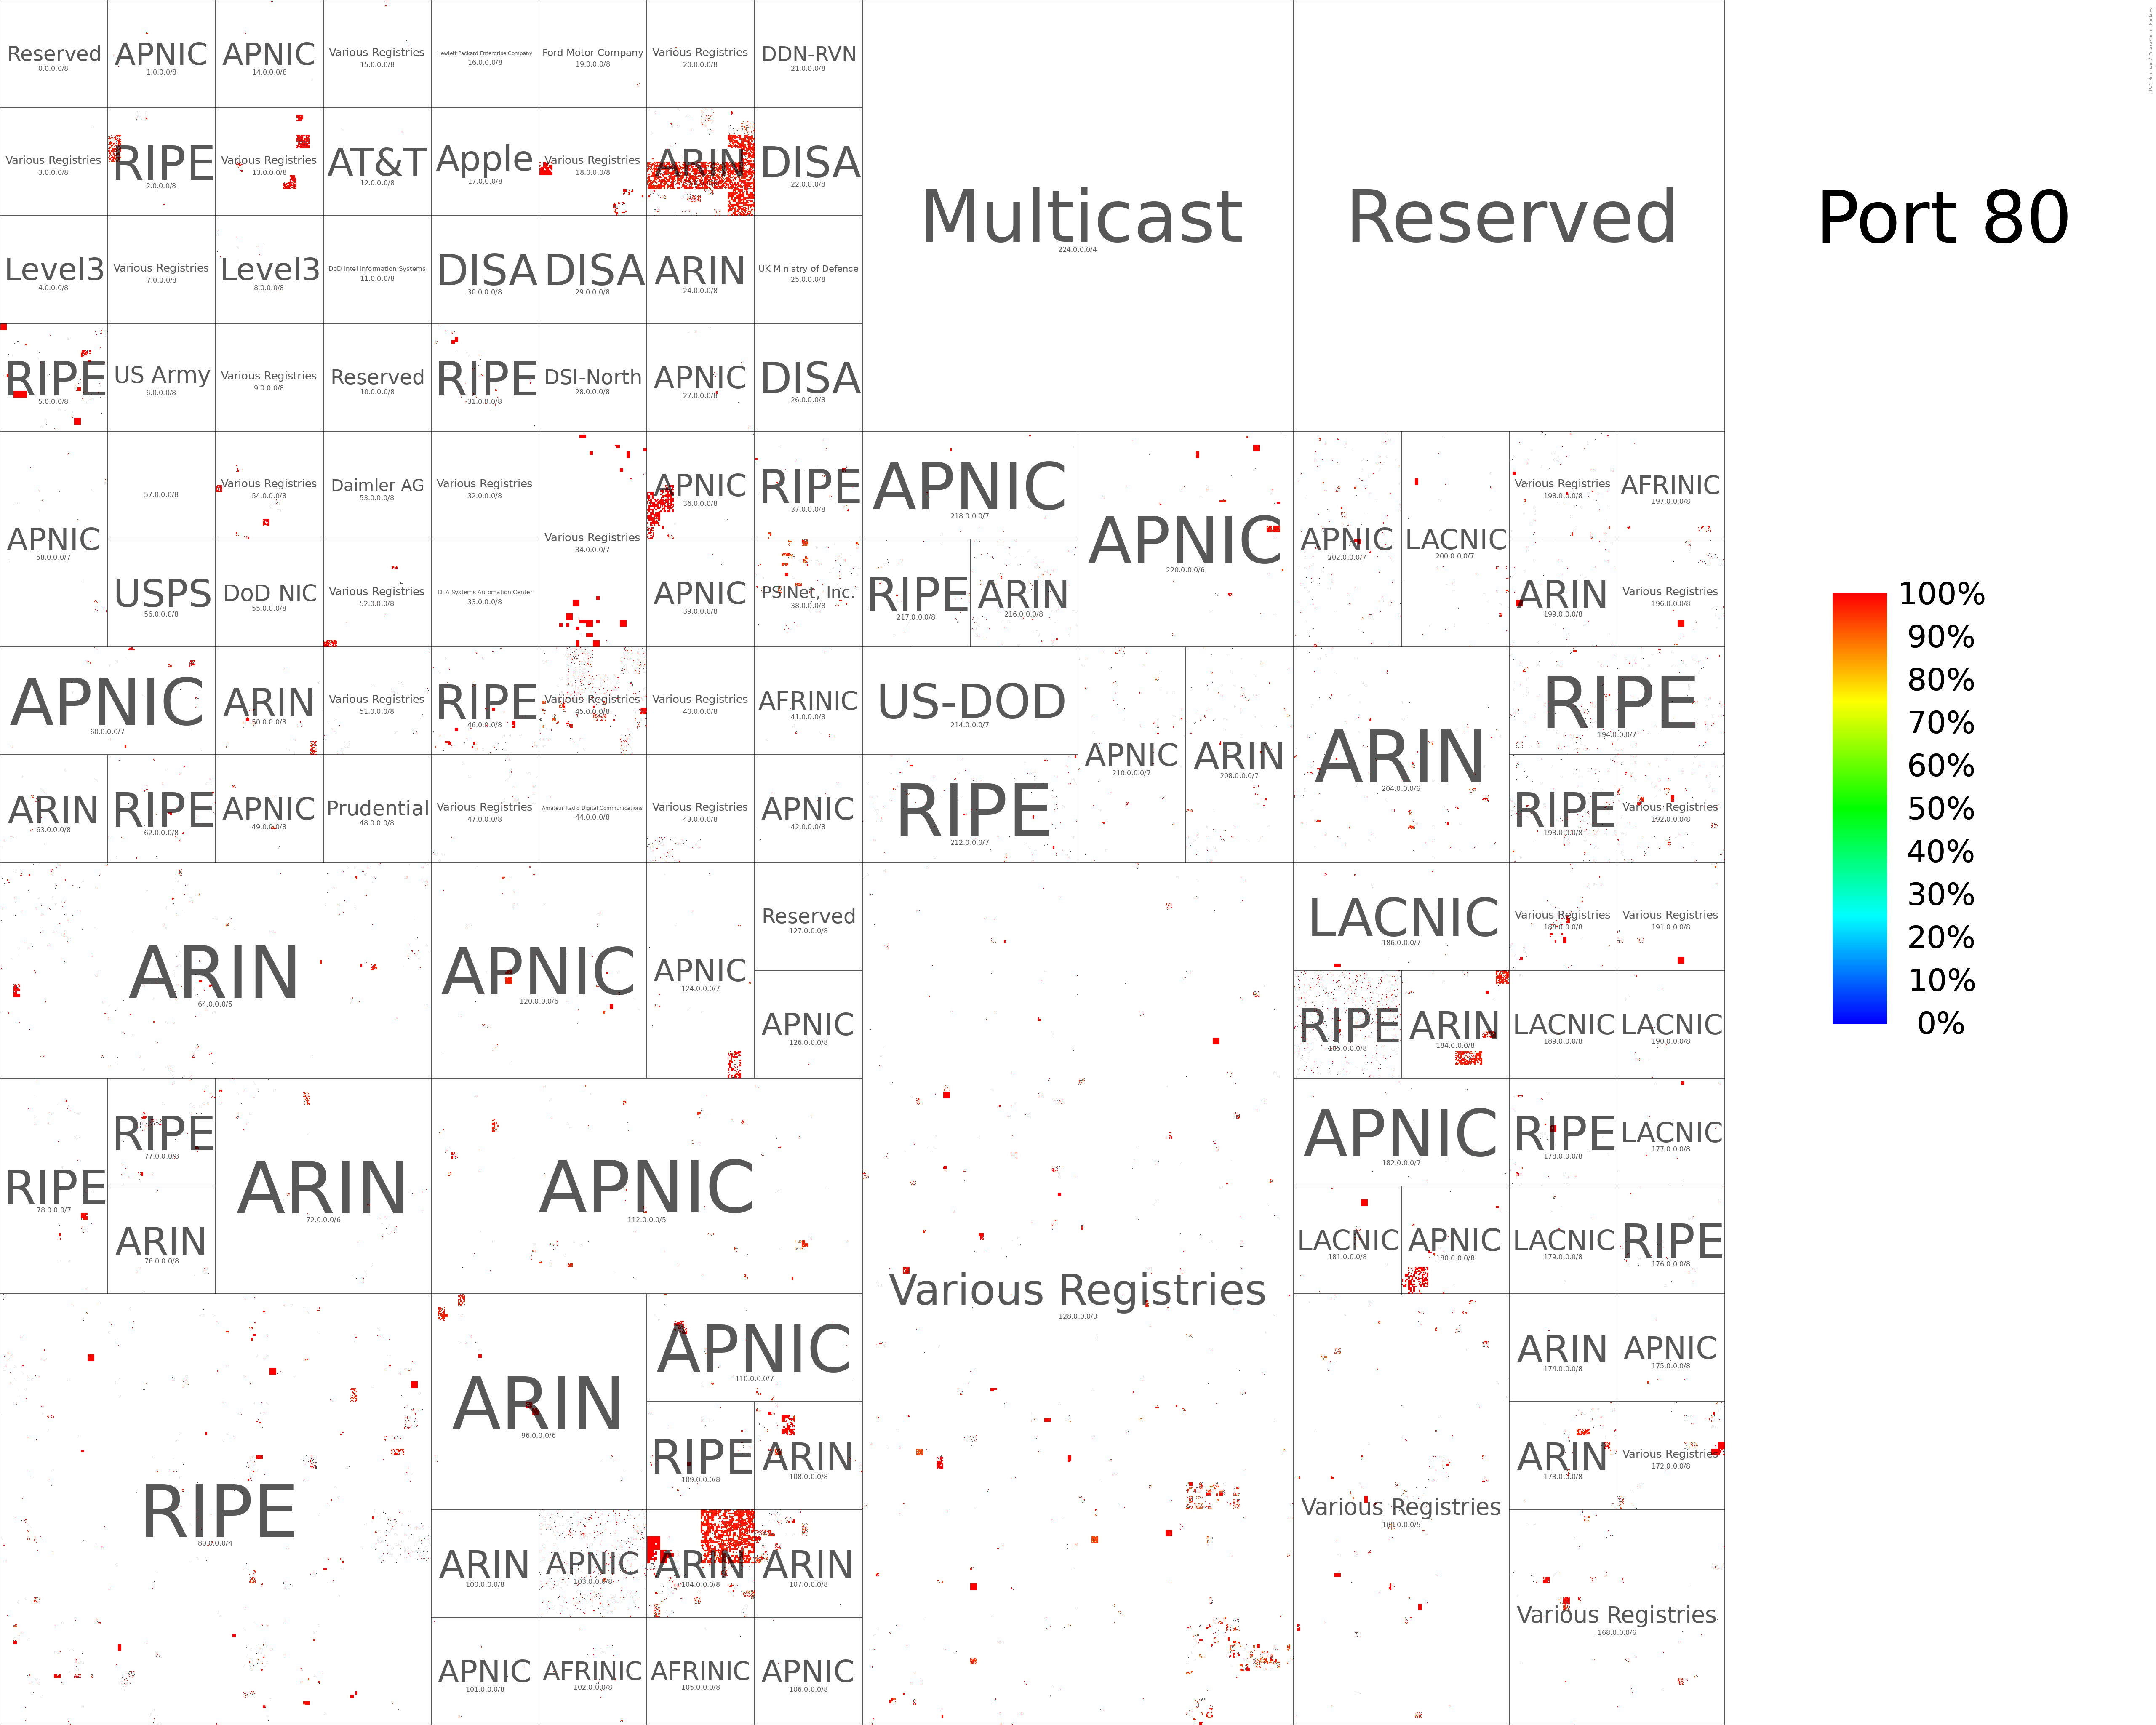 Reserved
0.0.0.0/8
APNIC
1.0.0.0/8
APNIC
14.0.0.0/8
Various Registries
15.0.0.0/8
Hewlett Packard Enterprise Company
16.0.0.0/8
Ford Motor Company
19.0.0.0/8
Various Registries
20.0.0.0/8
DDN-RVN
21.0.0.0/8
Various Registries
3.0.0.0/8
RIPE
2.0.0.0/8
Various Registries
13.0.0.0/8
AT&T
12.0.0.0/8
Apple
17.0.0.0/8
Various Registries
18.0.0.0/8
ARIN
DISA
22.0.0.0/8
Multicast
224.0.0.0/4
Reserved
Port 80
Level3
4.0.0.0/8
Various Registries
7.0.0.0/8
Level3
8.0.0.0/8
DoD Intel Information Systems
11.0.0.0/8
DISA
30.0.0.0/8
DISA
29.0.0.0/8
ARIN
24.0.0.0/8
UK Ministry of Defence
25.0.0.0/8
RIPE
5.0.0.0/8
US Army
6.0.0.0/8
Various Registries
9.0.0.0/8
Reserved
10.0.0.0/8
RIPE
31.0.0.0/8
DSI-North
28.0.0.0/8
APNIC
27.0.0.0/8
DISA
26.0.0.0/8
APNIC
58.0.0.0/7
57.0.0.0/8
Various Registries
54.0.0.0/8
Daimler AG
53.0.0.0/8
Various Registries
32.0.0.0/8
Various Registries
34.0.0.0/7
APNIC
36.0.0.0/8
RIPE
37.0.0.0/8
USPS
56.0.0.0/8
DoD NIC
55.0.0.0/8
Various Registries
52.0.0.0/8
DLA Systems Automation Center
33.0.0.0/8
APNIC
39.0.0.0/8
PSINet, Inc.
38.0.0.0/8
APNIC
218.0.0.0/7
APNIC
220.0.0.0/6
RIPE
217.0.0.0/8
ARIN
216.0.0.0/8
APNIC
202.0.0.0/7
LACNIC
200.0.0.0/7
Various Registries
198.0.0.0/8
AFRINIC
197.0.0.0/8
ARIN
199.0.0.0/8
Various Registries
196.0.0.0/8
APNIC
60.0.0.0/7
ARIN
50.0.0.0/8
Various Registries
51.0.0.0/8
RIPE
46.0.0.0/8
Various Registries
45.0.0.0/8
Various Registries
40.0.0.0/8
AFRINIC
41.0.0.0/8
ARIN
63.0.0.0/8
RIPE
62.0.0.0/8
APNIC
49.0.0.0/8
Prudential
48.0.0.0/8
Various Registries
47.0.0.0/8
Amateur Radio Digital Communications
44.0.0.0/8
Various Registries
43.0.0.0/8
APNIC
42.0.0.0/8
US-DOD
214.0.0.0/7
RIPE
212.0.0.0/7
APNIC
210.0.0.0/7
ARIN
208.0.0.0/7
ARIN
204.0.0.0/6
RIPE
194.0.0.0/7
RIPE
193.0.0.0/8
Various Registries
192.0.0.0/8
100%
90%
80%
70%
60%
50%
40%
30%
20%
10%
0%
ARIN
64.0.0.0/5
APNIC
120.0.0.0/6
APNIC
124.0.0.0/7
Reserved
127.0.0.0/8
APNIC
126.0.0.0/8
RIPE
78.0.0.0/7
RIPE
77.0.0.0/8
ARIN
76.0.0.0/8
ARIN
72.0.0.0/6
APNIC
112.0.0.0/5
Various Registries
128.0.0.0/3
LACNIC
186.0.0.0/7
Various Registries
188.0.0.0/8
Various Registries
191.0.0.0/8
RIPE
185.0.0.0/8
ARIN
184.0.0.0/8
LACNIC
189.0.0.0/8
LACNIC
190.0.0.0/8
APNIC
182.0.0.0/7
RIPE
178.0.0.0/8
LACNIC
177.0.0.0/8
LACNIC
181.0.0.0/8
APNIC
180.0.0.0/8
LACNIC
179.0.0.0/8
RIPE
176.0.0.0/8
RIPE
80.0.0.0/4
ARIN
96.0.0.0/6
APNIC
110.0.0.0/7
RIPE
109.0.0.0/8
ARIN
108.0.0.0/8
ARIN
100.0.0.0/8
APNIC
103.0.0.0/8
ARIN
104.0.0.0/8
ARIN
107.0.0.0/8
APNIC
101.0.0.0/8
AFRINIC
102.0.0.0/8
AFRINIC
105.0.0.0/8
APNIC
106.0.0.0/8
Various Registries
160.0.0.0/5
ARIN
174.0.0.0/8
APNIC
175.0.0.0/8
ARIN
173.0.0.0/8
Various Registries
172.0.0.0/8
Various Registries
168.0.0.0/6
IPv4 Heatmap / Measurement Factory